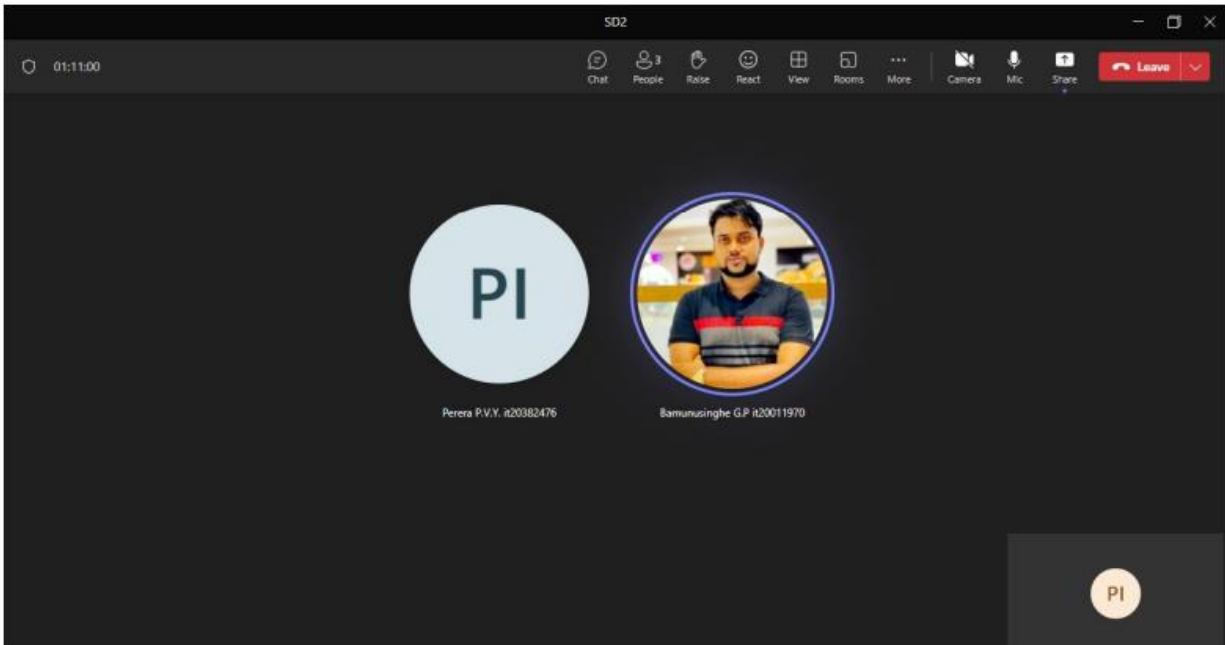 SD2
01:11:00
3
Chat People Raise React View Rooms More Camera Mic Share Leave
PI
Perera P.V.Y. it20382476 Bamunusinghe G.P it20011970
PI